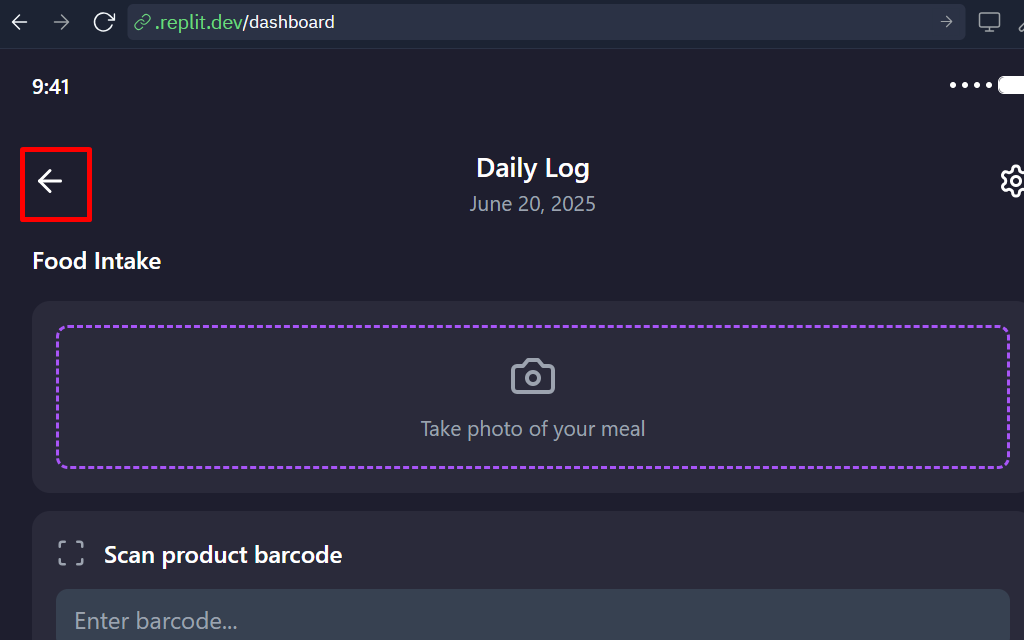 .replit.dev/dashboard
9:41
Daily Log
June 20, 2025
Food Intake
Take photo of your meal
Scan product barcode
Enter barcode...